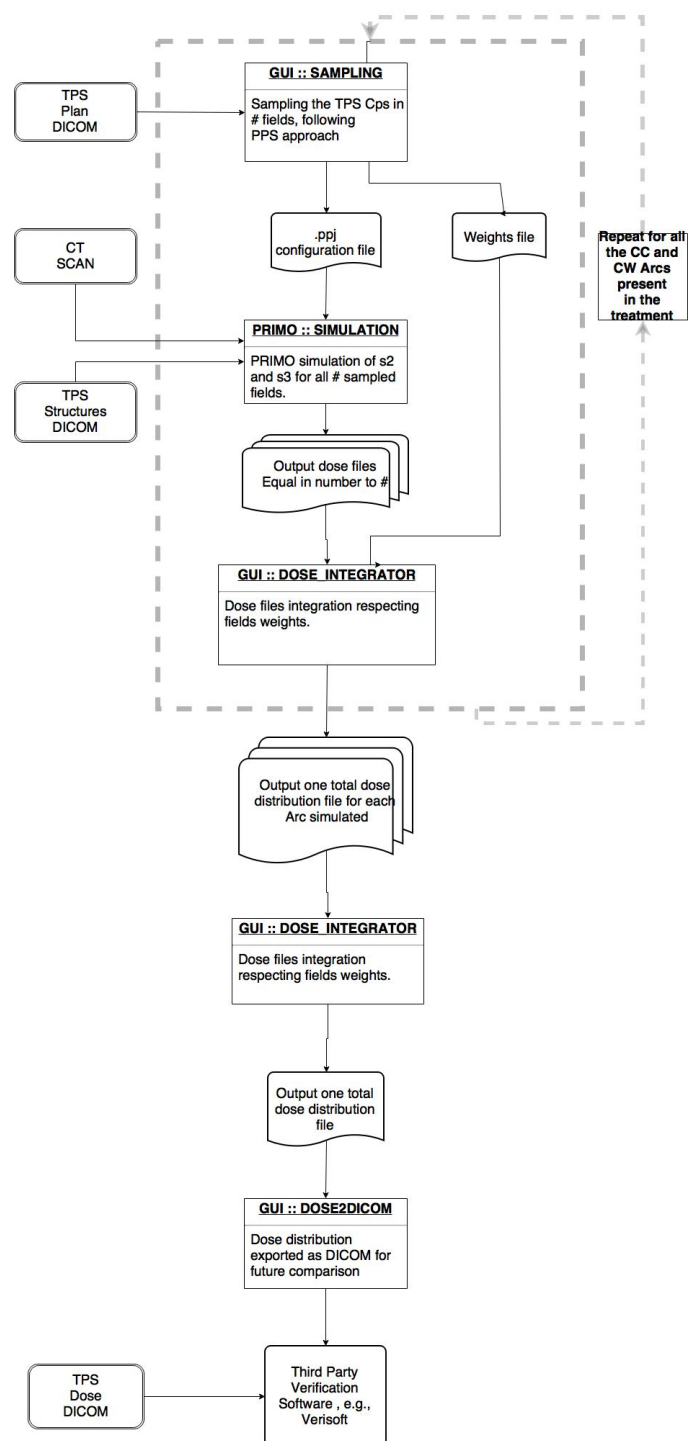 GUI :: SAMPLING
Sampling the TPS Cps in
# fields, following
PPS approach
TPS
Plan
DICOM
.ppj
configuration file
Weights file
Repeat for all
the CC and
CW Arcs
present
in the
treatment
CT
SCAN
PRIMO :: SIMULATION
PRIMO simulation of s2
and s3 for all # sampled
fields.
TPS
Structures
DICOM
Output dose files
Equal in number to #
GUI :: DOSE_INTEGRATOR
Dose files integration respecting
fields weights.
Output one total dose
distribution file for each
Arc simulated
GUI :: DOSE_INTEGRATOR
Dose files integration
respecting fields weights.
Output one total
dose distribution
file
GUI :: DOSE2DICOM
Dose distribution
exported as DICOM for
future comparison
TPS
Dose
DICOM
Third Party
Verification
Software , e.g.,
Verisoft